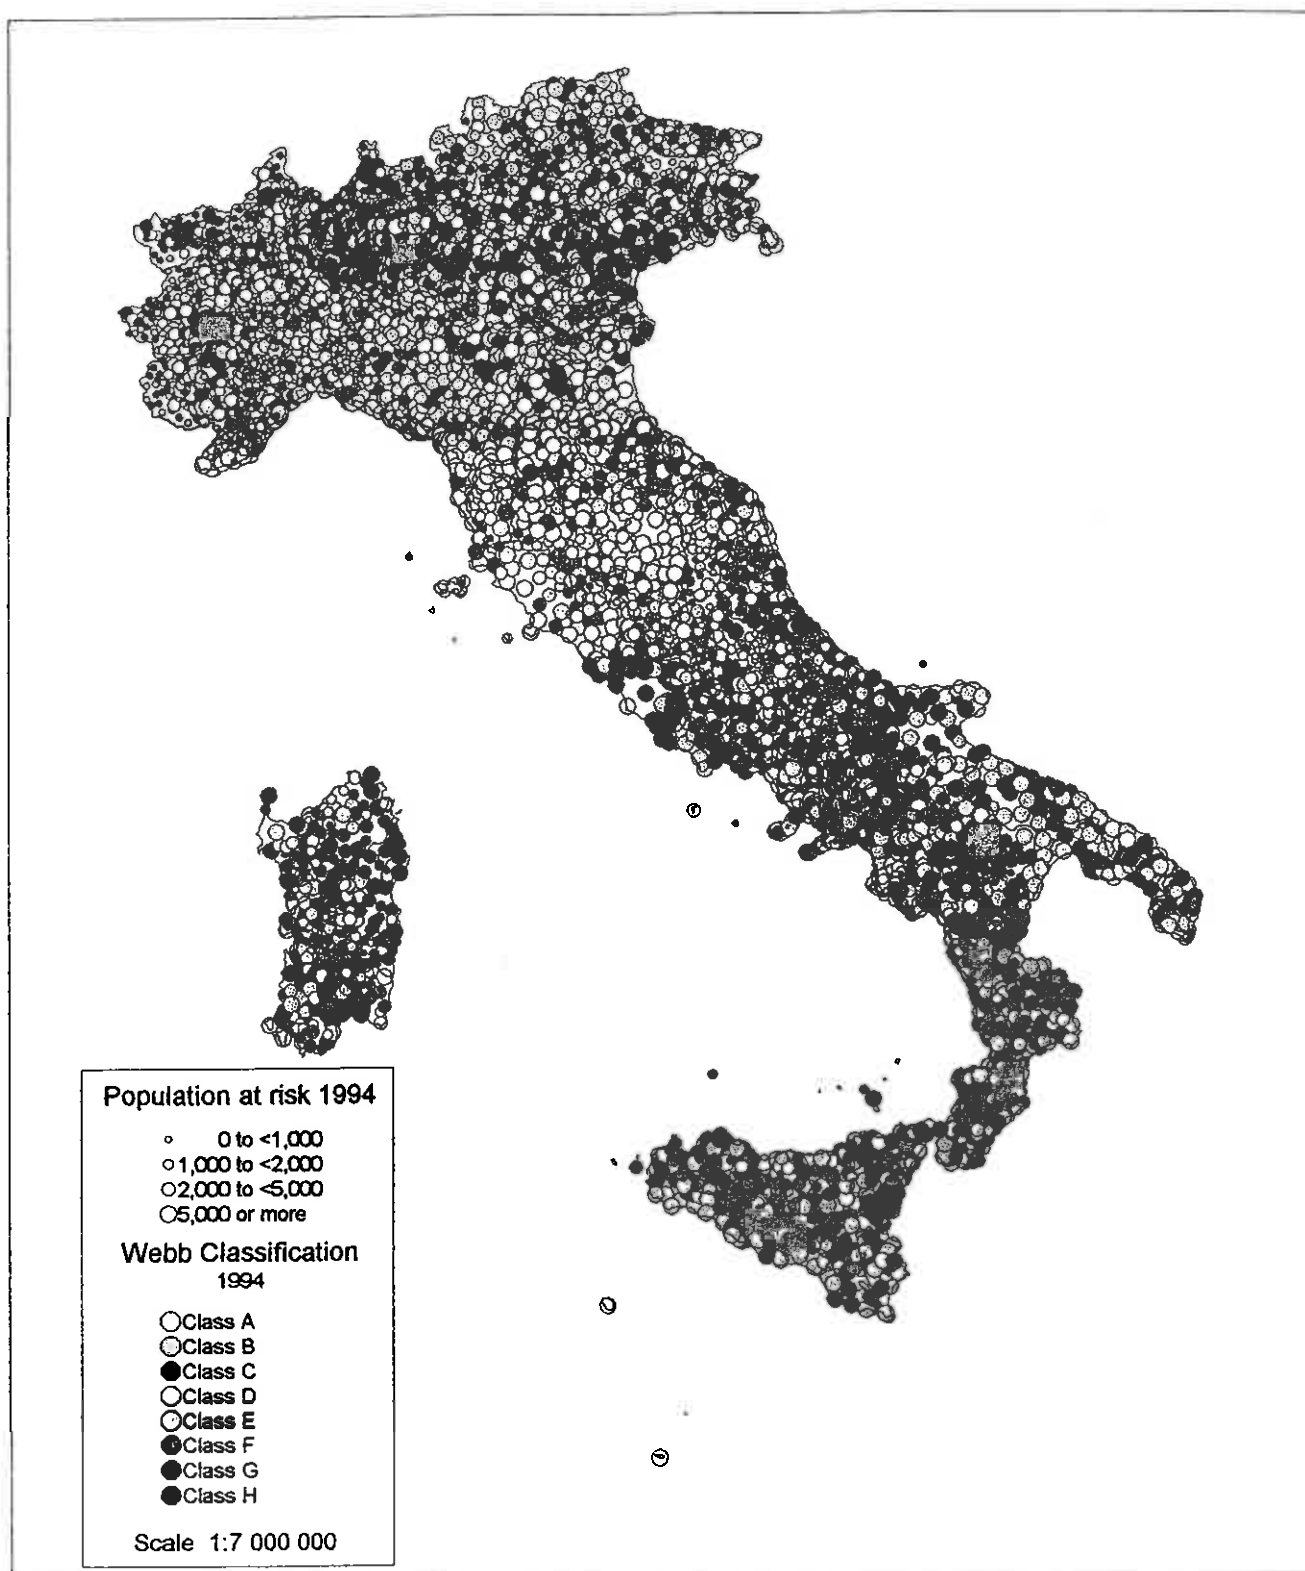 Population at risk 1994
0 to <1,000
1,000 to <2,000
2,000 to <5,000
5,000 or more
Webb Classification
1994
Class A
Class B
Class C
Class D
Class E
Class F
Class G
Class H
Scale 1:7 000 000